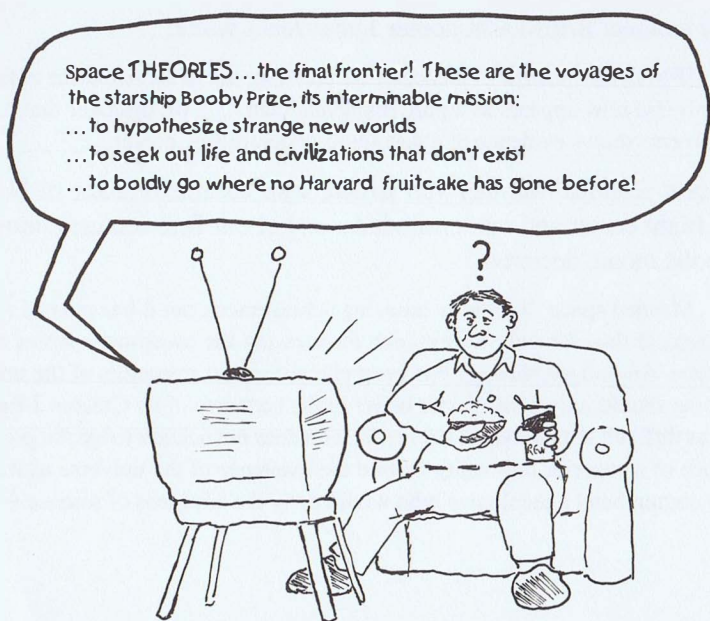 Space THEORIES...the final frontier! These are the voyages of
the starship Booby prize, its interminable mission:
...to hypothesize strange new worlds
...to seek out life and civilizations that don't exist
...to boldly go where no Harvard fruitcake has gone before!
?